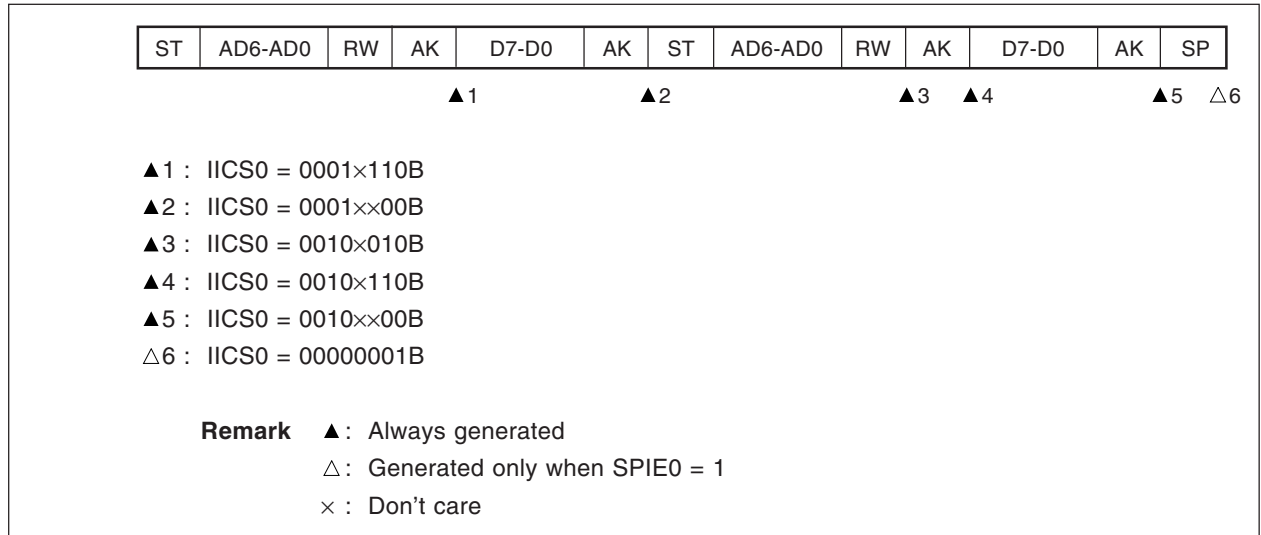 ST AD6-AD0 RW AK D7-D0 AK ST AD6-AD0 RW AK D7-D0 AK SP
▲1 ▲2 ▲3 ▲4 ▲5 △6
▲1 : IICS0 = 0001×110B
▲2 : IICS0 = 0001××00B
▲3 : IICS0 = 0010×010B
▲4 : IICS0 = 0010×110B
▲5 : IICS0 = 0010××00B
△6 : IICS0 = 00000001B
Remark ▲: Always generated
△: Generated only when SPIE0 = 1
× : Don't care